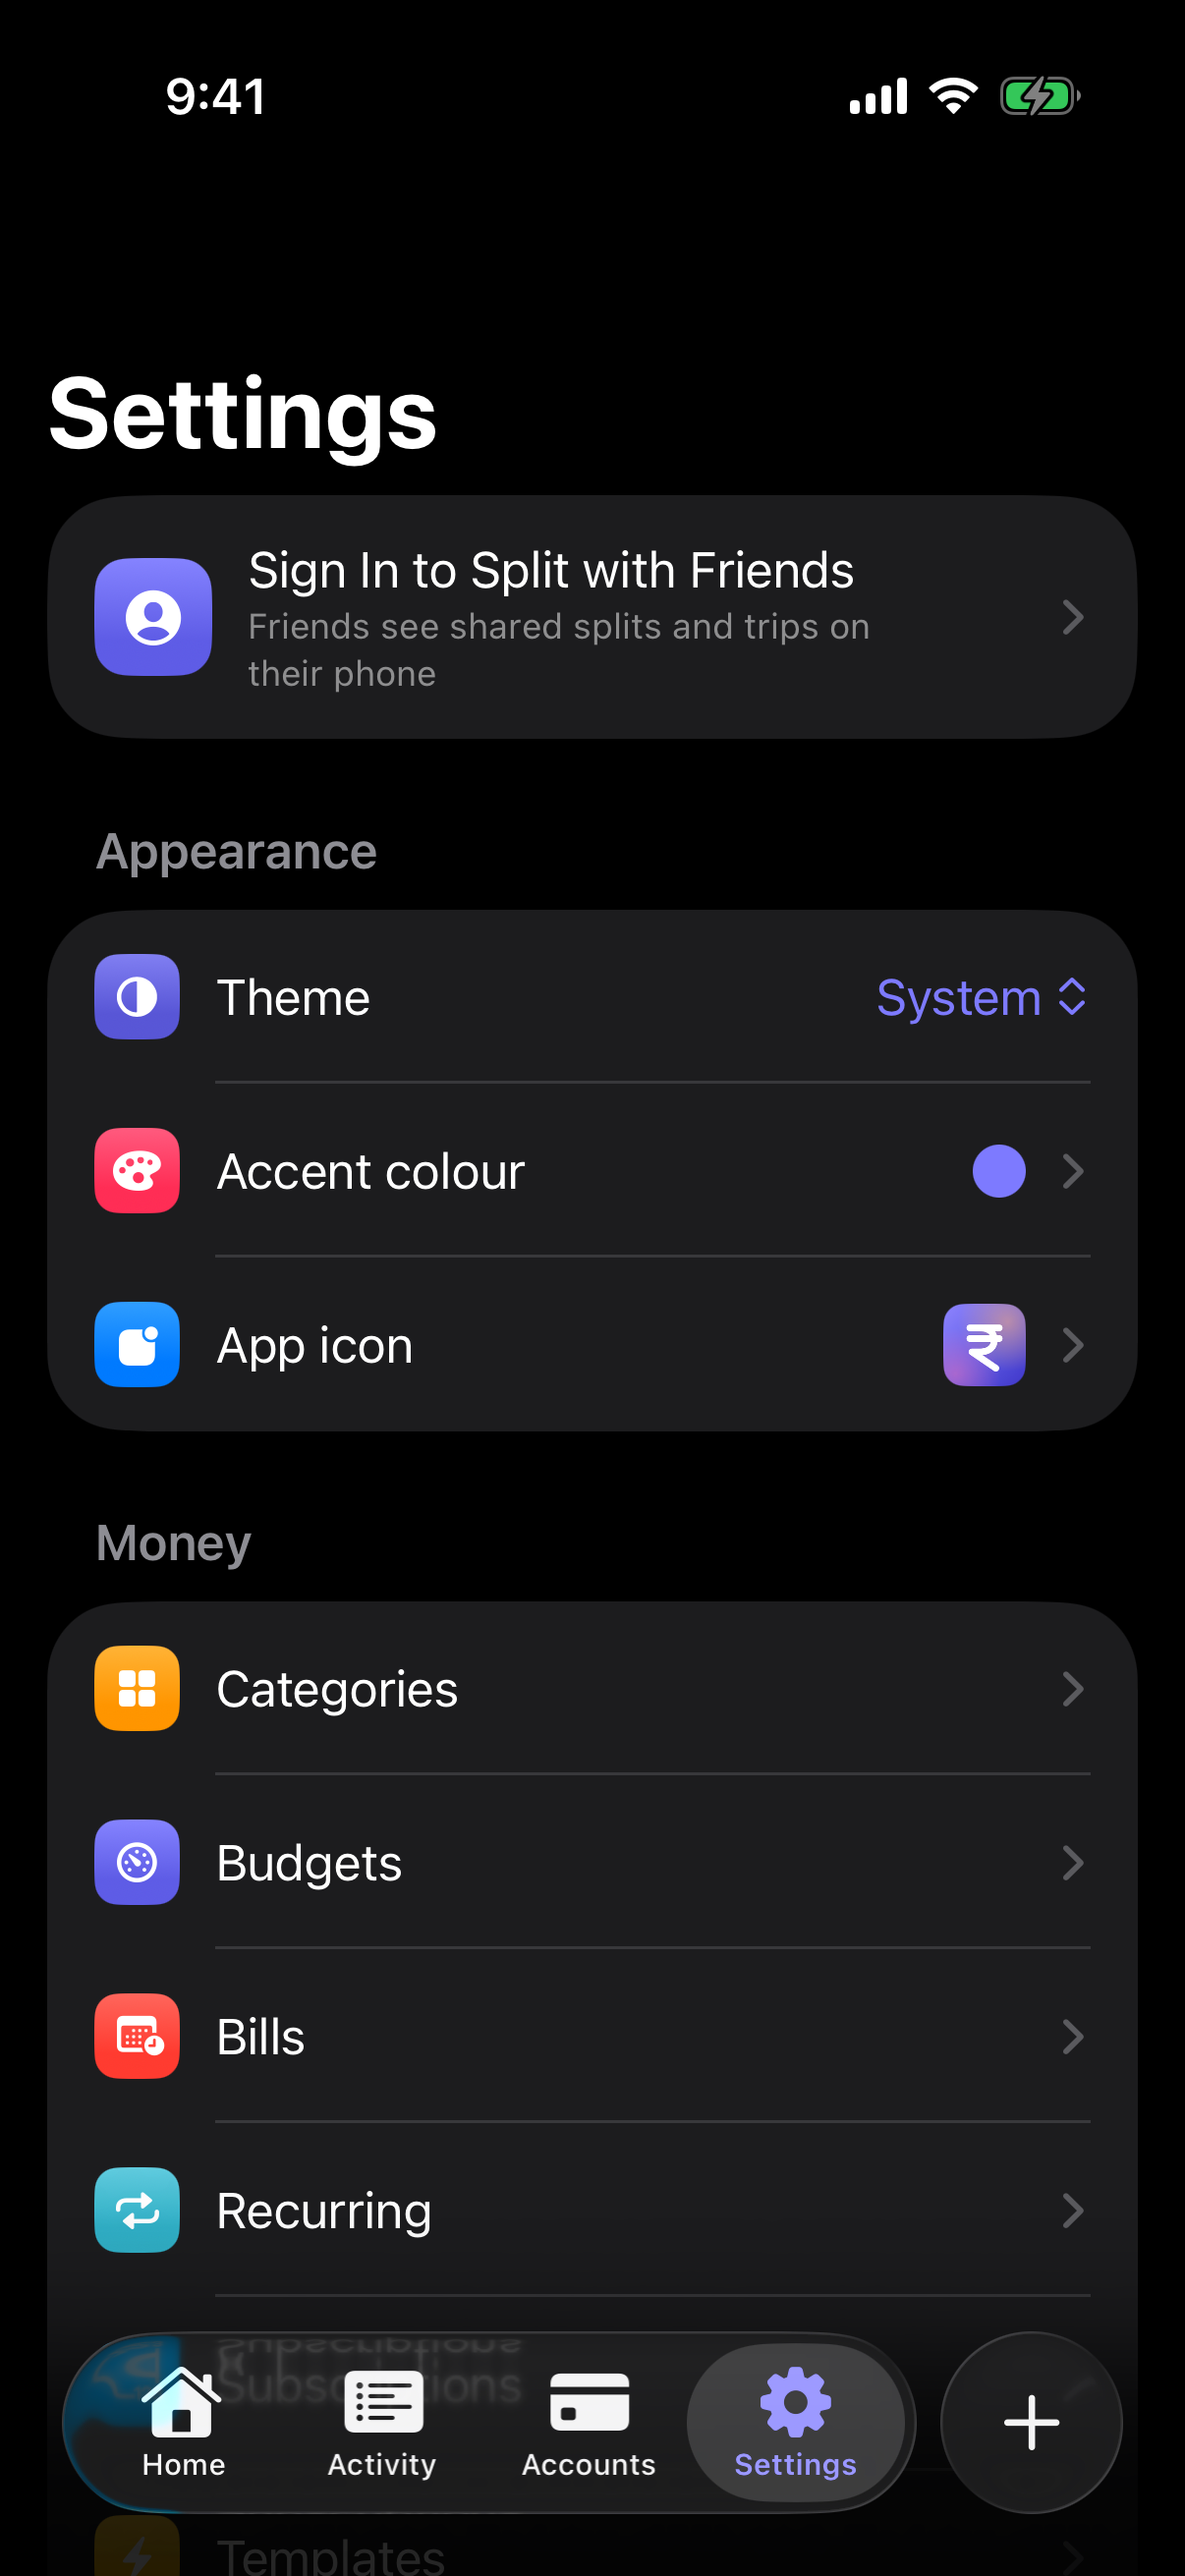 9:41
Settings
Sign In to Split with Friends
Friends see shared splits and trips on
their phone
Appearance
Theme
System
Accent colour
App icon
₹
Money
Categories
Budgets
Bills
Recurring
Subscriptions
Home
Activity
Accounts
Settings
Templates